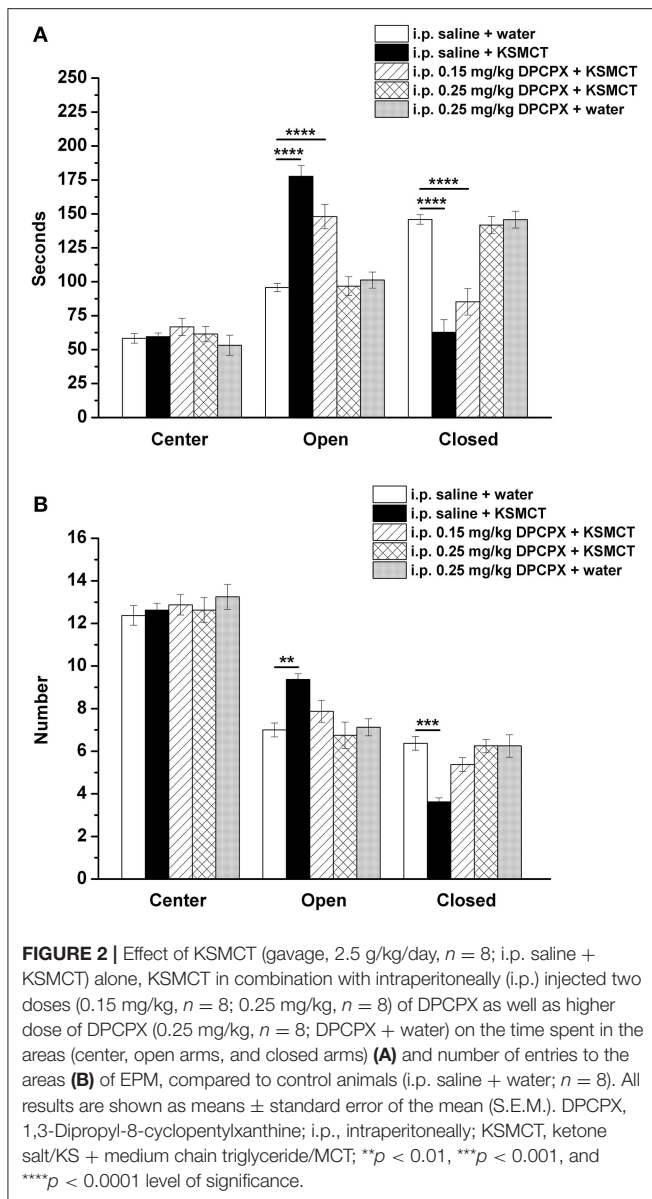 A
i.p. saline + water
i.p. saline + KSMCT
i.p. 0.15 mg/kg DPCPX + KSMCT
i.p. 0.25 mg/kg DPCPX + KSMCT
i.p. 0.25 mg/kg DPCPX + water
250
225
200
175
150
125
100
75
50
25
0
Seconds
****
****
****
****
Center Open Closed
B
i.p. saline + water
i.p. saline + KSMCT
i.p. 0.15 mg/kg DPCPX + KSMCT
i.p. 0.25 mg/kg DPCPX + KSMCT
i.p. 0.25 mg/kg DPCPX + water
16
14
12
10
8
6
4
2
0
Number
**
***
Center Open Closed
FIGURE 2 | Effect of KSMCT (gavage, 2.5 g/kg/day, n = 8; i.p. saline +
KSMCT) alone, KSMCT in combination with intraperitoneally (i.p.) injected two
doses (0.15 mg/kg, n = 8; 0.25 mg/kg, n = 8) of DPCPX as well as higher
dose of DPCPX (0.25 mg/kg, n = 8; DPCPX + water) on the time spent in the
areas (center, open arms, and closed arms) (A) and number of entries to the
areas (B) of EPM, compared to control animals (i.p. saline + water; n = 8). All
results are shown as means ± standard error of the mean (S.E.M.). DPCPX,
1,3-Dipropyl-8-cyclopentylxanthine; i.p., intraperitoneally; KSMCT, ketone
salt/KS + medium chain triglyceride/MCT; **p < 0.01, ***p < 0.001, and
****p < 0.0001 level of significance.